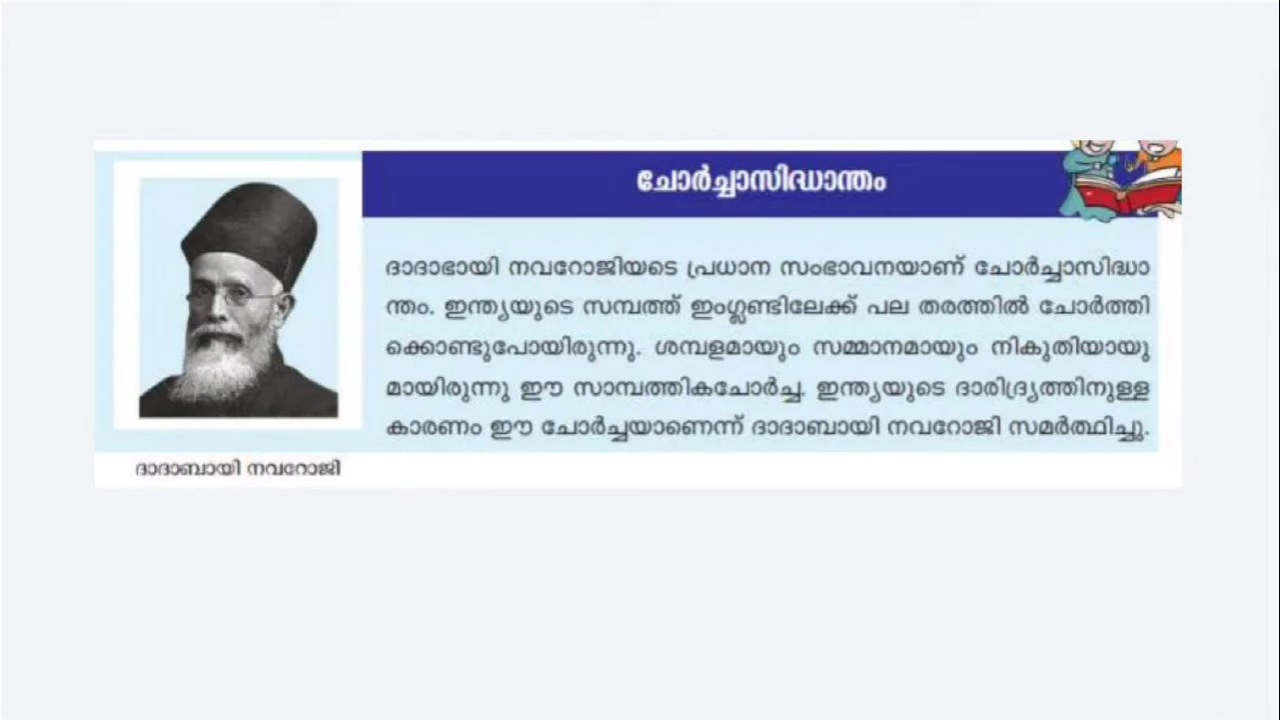 ചോർച്ചാസിദ്ധാന്തം
ദാദാഭായി നവറോജിയടെ പ്രധാന സംഭാവനയാണ് ചോർച്ചാസിദ്ധാ
ന്തം. ഇന്ത്യയുടെ സമ്പത്ത് ഇംഗ്ലണ്ടിലേക്ക് പല തരത്തിൽ ചോർത്തി
ക്കൊണ്ടുപോയിരുന്നു. ശമ്പളമായും സമ്മാനമായും നികുതിയായു
മായിരുന്നു ഈ സാമ്പത്തികചോർച്ച. ഇന്ത്യയുടെ ദാരിദ്ര്യത്തിനുള്ള
കാരണം ഈ ചോർച്ചയാണെന്ന് ദാദാബായി നവറോജി സമർത്ഥിച്ചു.
ദാദാബായി നവറോജി